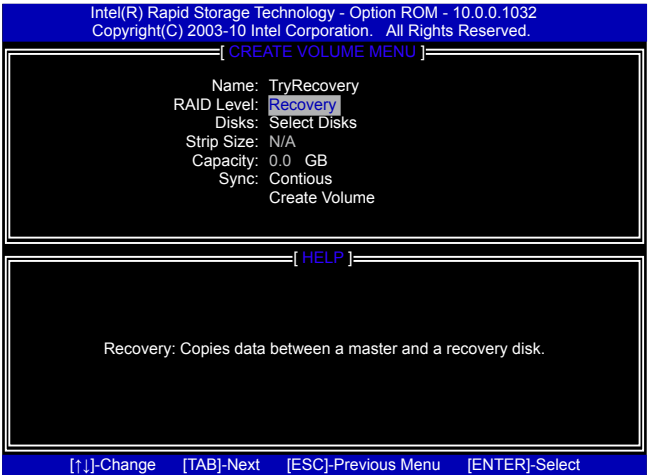 Intel(R) Rapid Storage Technology - Option ROM - 10.0.0.1032
Copyright(C) 2003-10 Intel Corporation. All Rights Reserved.
[ CREATE VOLUME MENU ]
Name: TryRecovery
RAID Level: Recovery
Disks: Select Disks
Strip Size: N/A
Capacity: 0.0 GB
Sync: Contious
Create Volume
[ HELP ]
Recovery: Copies data between a master and a recovery disk.
[↑↓]-Change [TAB]-Next [ESC]-Previous Menu [ENTER]-Select